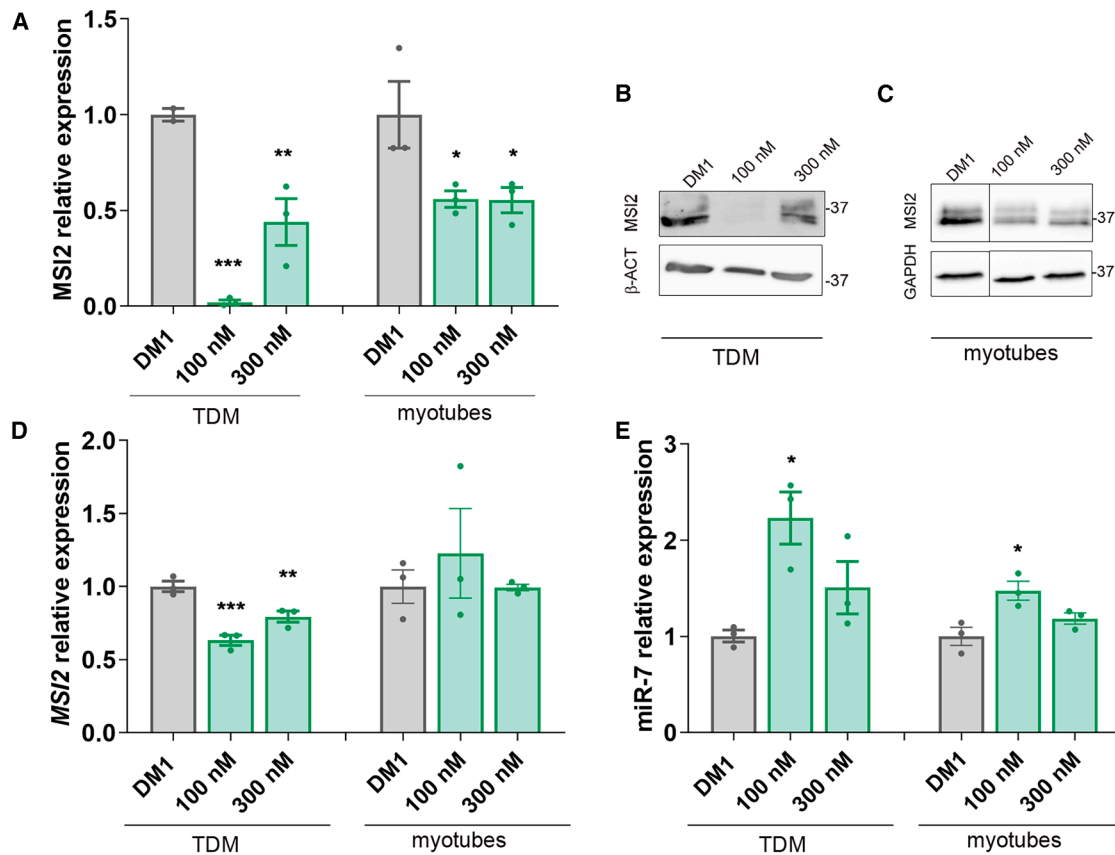 A
MSI2 relative expression
1.5
1.0
0.5
0.0
***
**
*
*
DM1
100 nM
300 nM
DM1
100 nM
300 nM
TDM
myotubes
B
DM1
100 nM
300 nM
MSI2
-37
β-ACT
-37
TDM
C
DM1
100 nM
300 nM
MSI2
-37
GAPDH
-37
myotubes
D
MSI2 relative expression
2.0
1.5
1.0
0.5
0.0
***
**
DM1
100 nM
300 nM
DM1
100 nM
300 nM
TDM
myotubes
E
miR-7 relative expression
3
2
1
0
*
*
DM1
100 nM
300 nM
DM1
100 nM
300 nM
TDM
myotubes